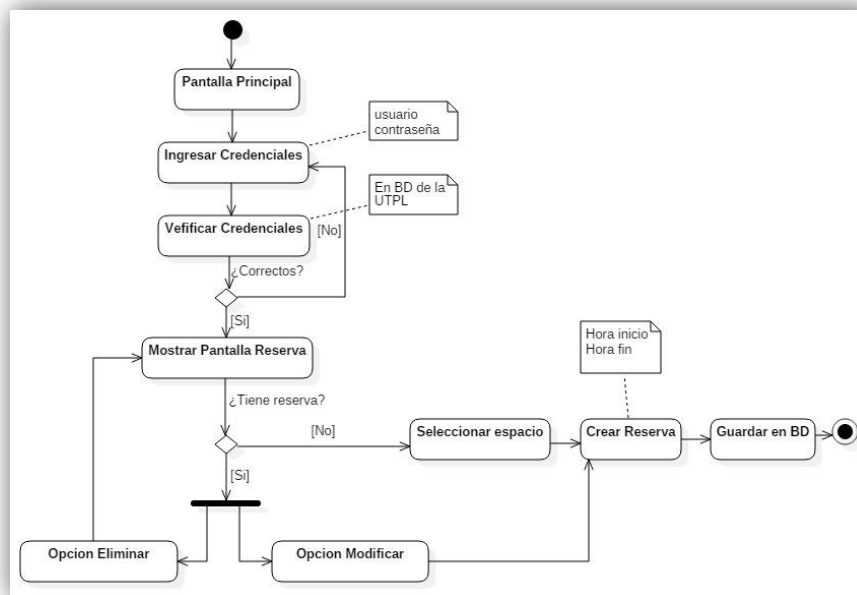 Pantalla Principal
usuario
contraseña
Ingresar Credenciales
En BD de la
UTPL
Vefificar Credenciales
[No]
¿Correctos?
[Si]
Mostrar Pantalla Reserva
Hora inicio
Hora fin
¿Tiene reserva?
[No]
Seleccionar espacio
Crear Reserva
Guardar en BD
[Si]
Opcion Eliminar
Opcion Modificar